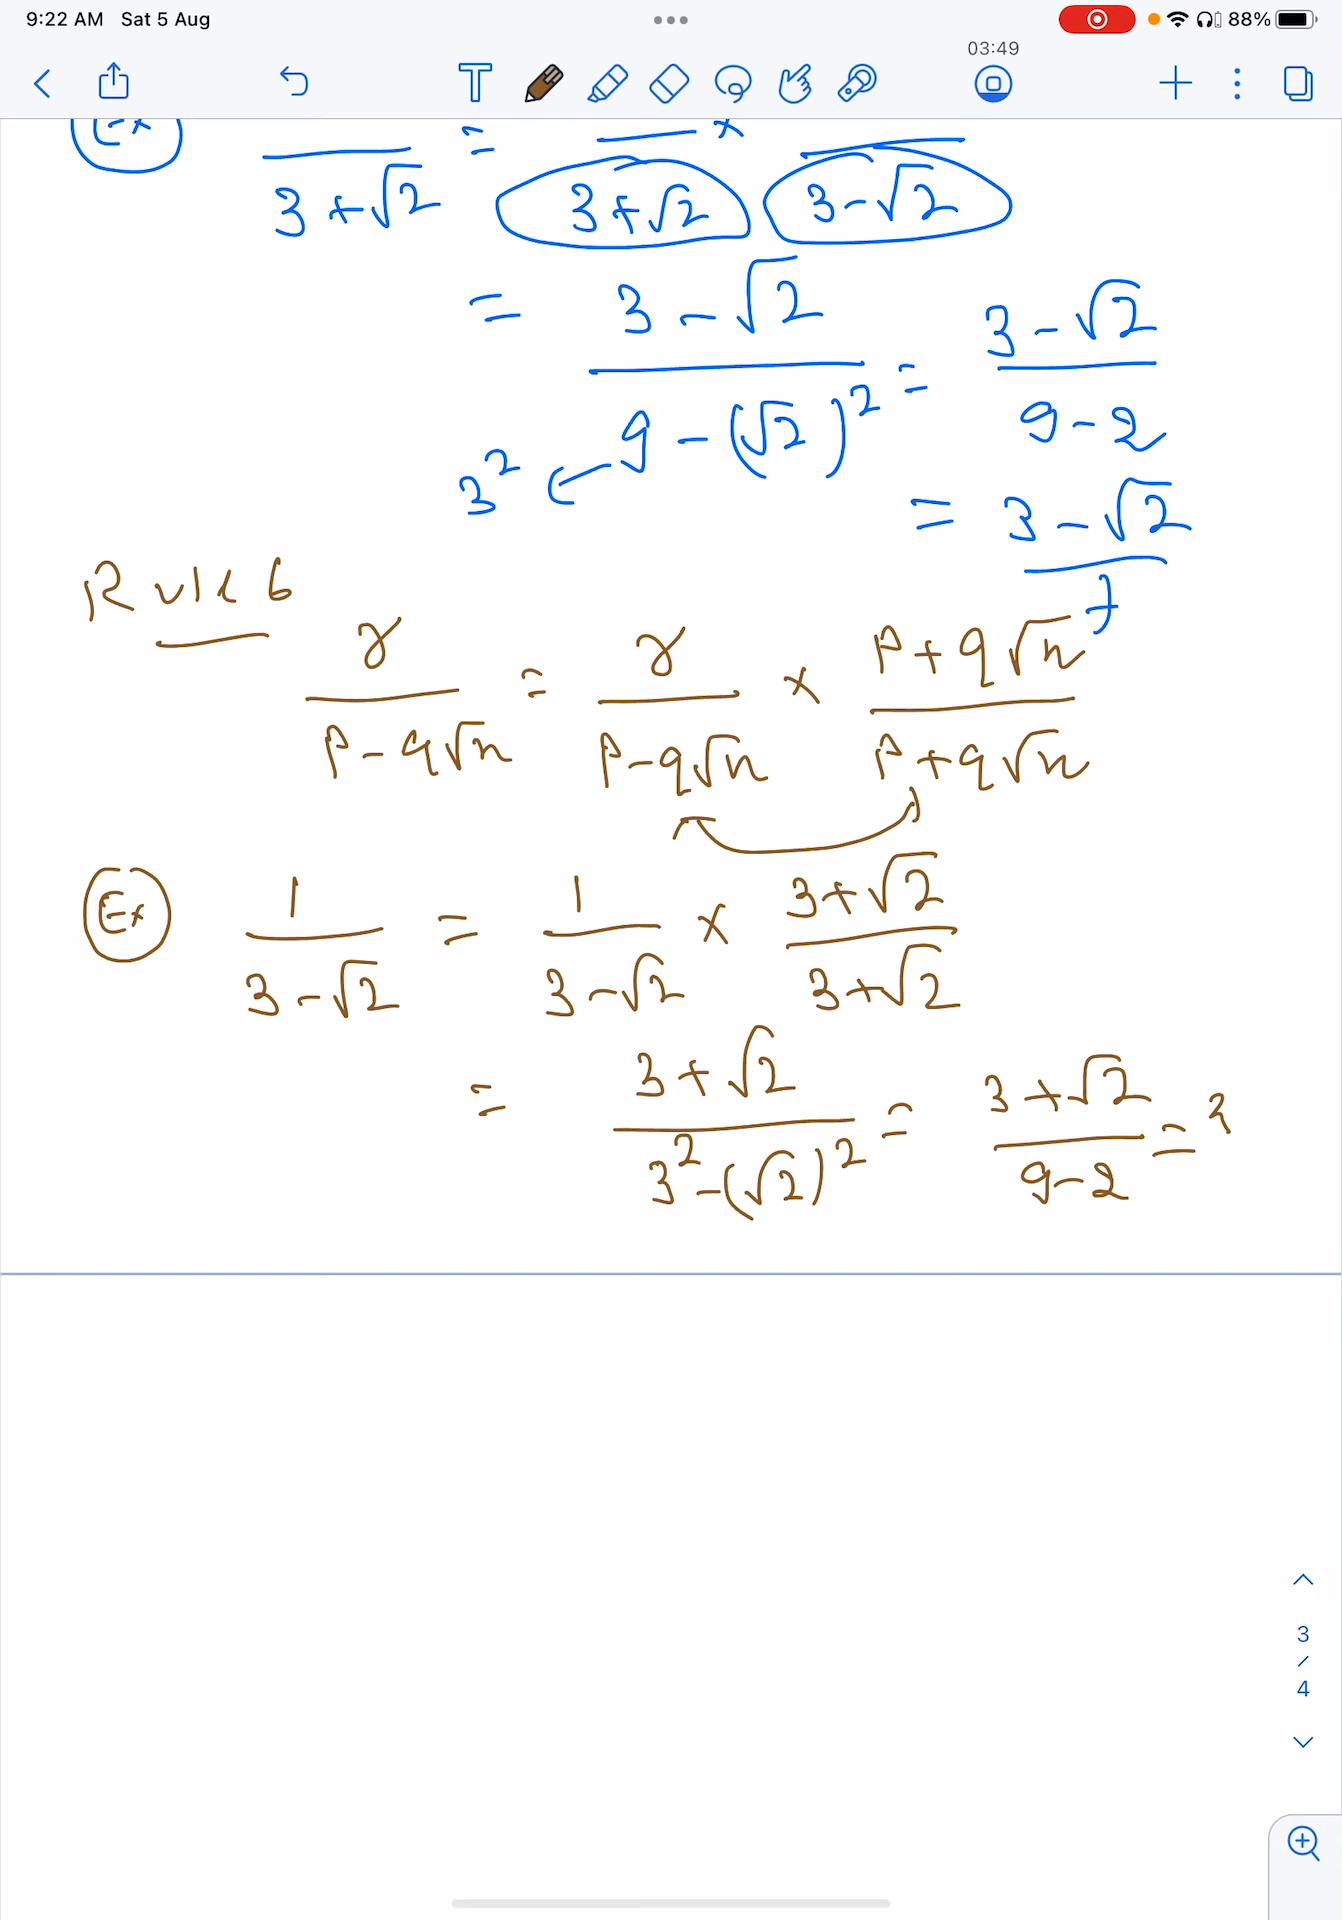 9:22 AM Sat 5 Aug
88%
03:49
Ex
3+√2 = 3+√2 × 3-√2
= 3-√2 / 9-(√2)² = 3-√2 / 9-2
3² ← 9
= 3-√2 / 7
Rule 6
r / p-q√n = r / p-q√n × p+q√n / p+q√n
Ex 1 / 3-√2 = 1 / 3-√2 × 3+√2 / 3+√2
= 3+√2 / 3²-(√2)² = 3+√2 / 9-2 =
3
/
4